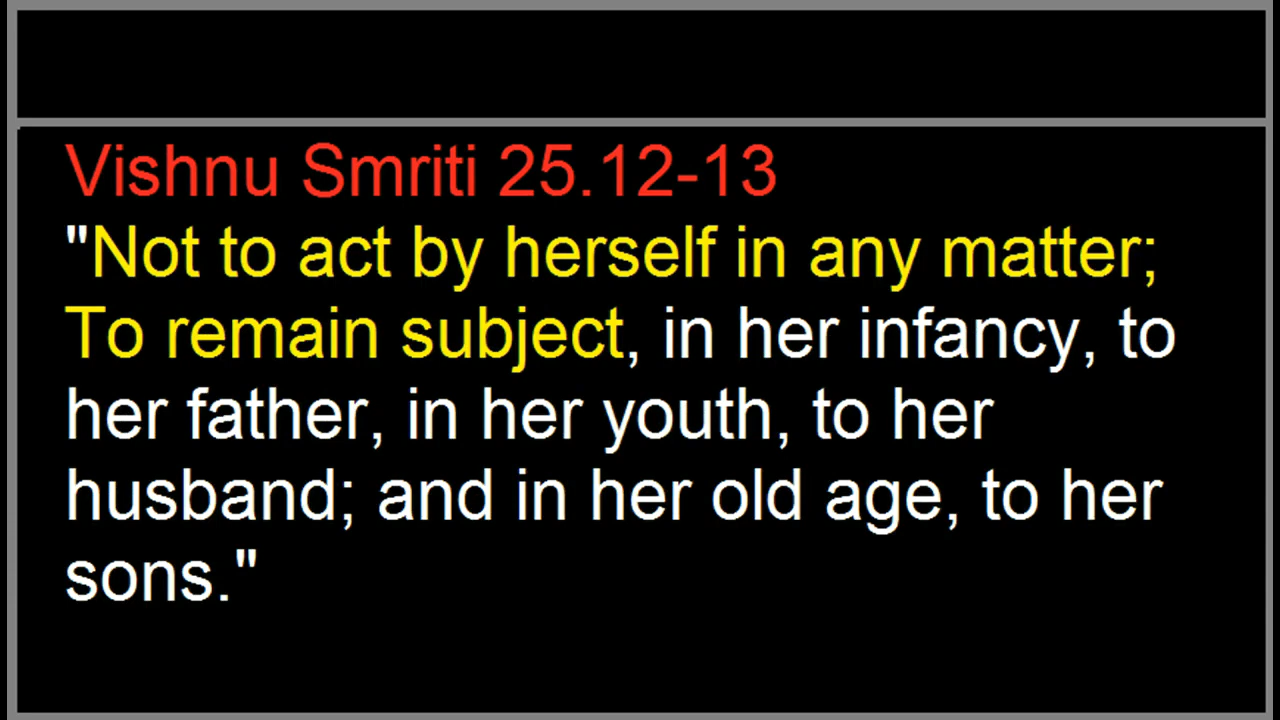 Vishnu Smriti 25.12-13
"Not to act by herself in any matter;
To remain subject, in her infancy, to
her father, in her youth, to her
husband; and in her old age, to her
sons."